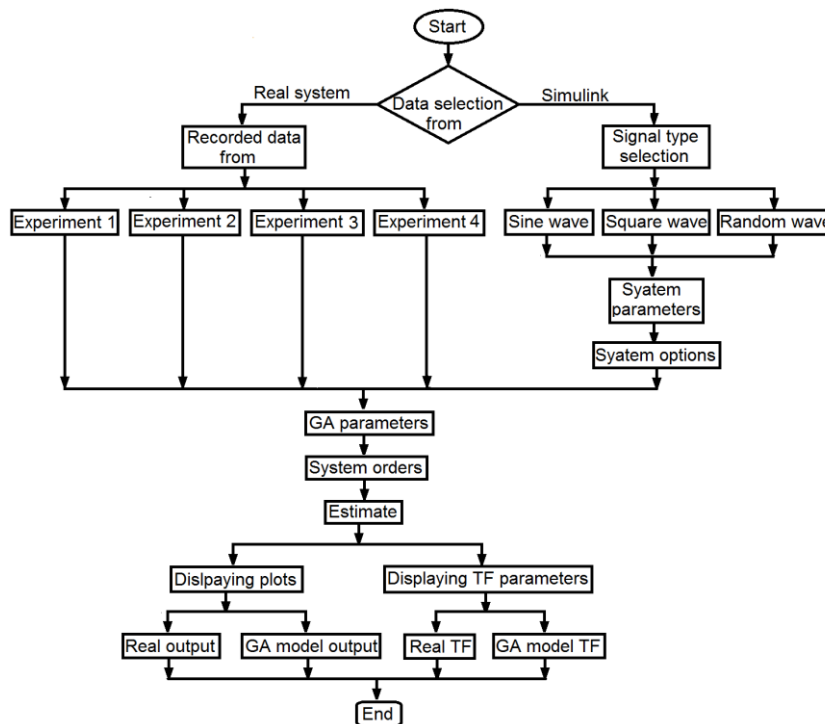 Start
Real system
Data selection
from
Simulink
Recorded data
from
Signal type
selection
Experiment 1
Experiment 2
Experiment 3
Experiment 4
Sine wave
Square wave
Random wave
Syatem
parameters
Syatem options
GA parameters
System orders
Estimate
Dislpaying plots
Displaying TF parameters
Real output
GA model output
Real TF
GA model TF
End